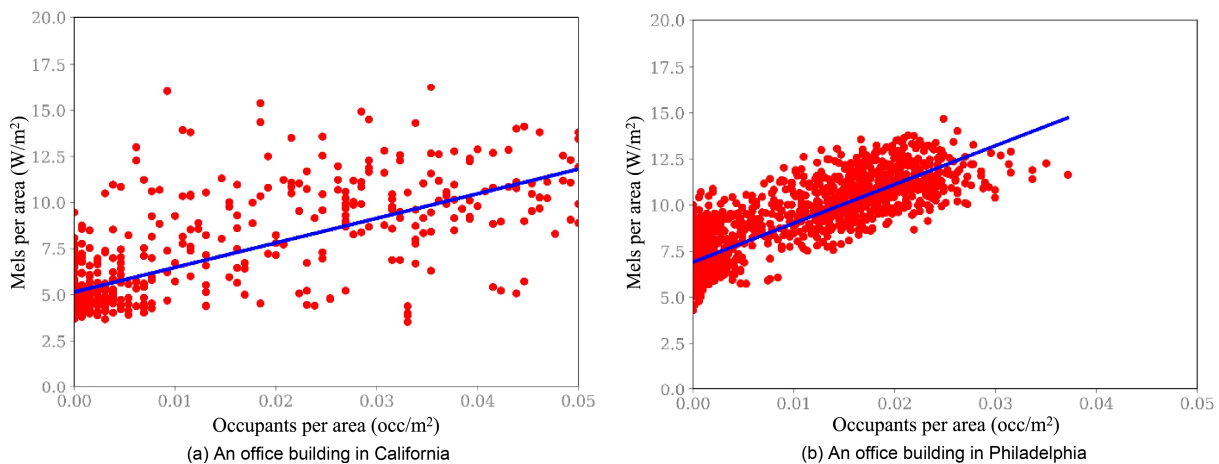 20.0
17.5
15.0
12.5
10.0
7.5
5.0
2.5
0.0
Mels per area (W/m²)
0.00 0.01 0.02 0.03 0.04 0.05
Occupants per area (occ/m²)
(a) An office building in California
20.0
17.5
15.0
12.5
10.0
7.5
5.0
2.5
0.0
Mels per area (W/m²)
0.00 0.01 0.02 0.03 0.04 0.05
Occupants per area (occ/m²)
(b) An office building in Philadelphia